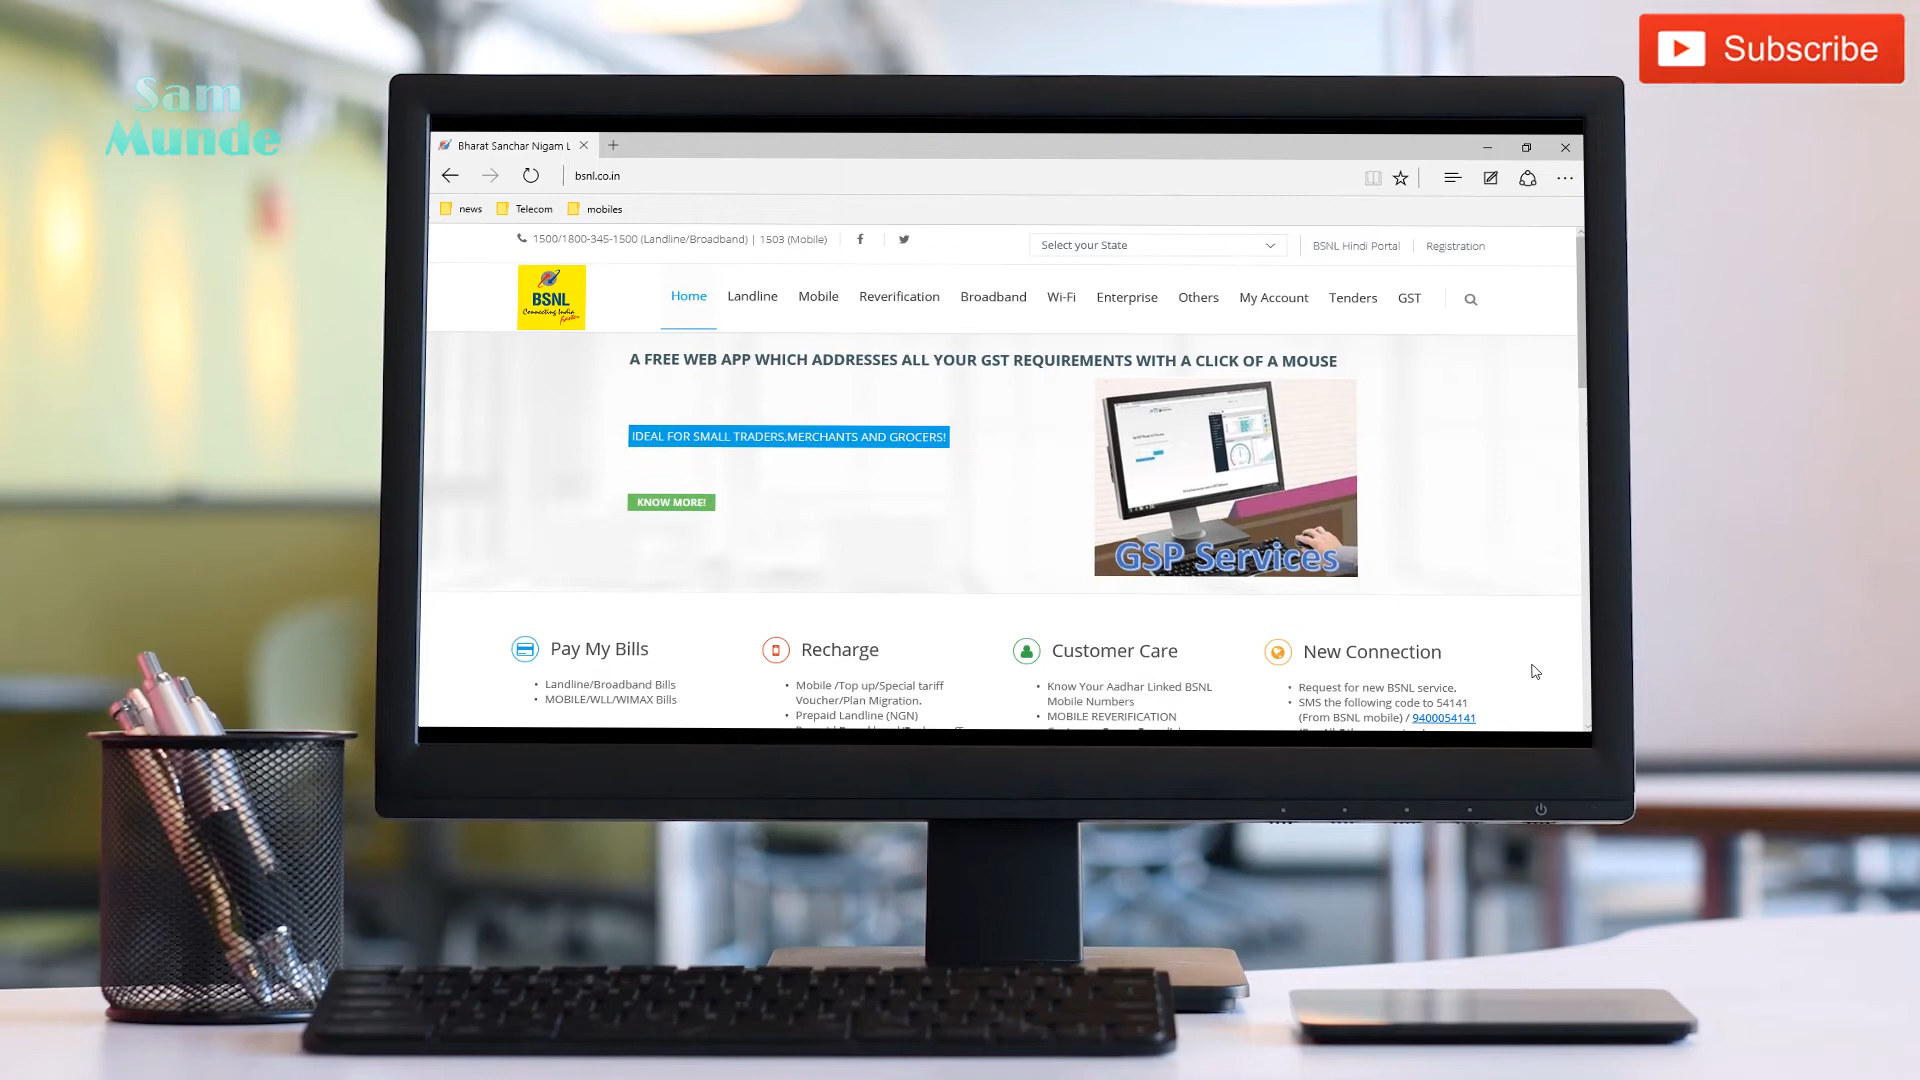 Subscribe
Sam
Munde
Bharat Sanchar Nigam L
bsnl.co.in
news
Telecom
mobiles
1500/1800-345-1500 (Landline/Broadband) | 1503 (Mobile)
Select your State
BSNL Hindi Portal
Registration
BSNL
Connecting India
Faster
Home
Landline
Mobile
Reverification
Broadband
Wi-Fi
Enterprise
Others
My Account
Tenders
GST
A FREE WEB APP WHICH ADDRESSES ALL YOUR GST REQUIREMENTS WITH A CLICK OF A MOUSE
IDEAL FOR SMALL TRADERS,MERCHANTS AND GROCERS!
KNOW MORE!
GSP Services
Pay My Bills
• Landline/Broadband Bills
• MOBILE/WLL/WIMAX Bills
Recharge
• Mobile /Top up/Special tariff
Voucher/Plan Migration.
• Prepaid Landline (NGN)
Customer Care
• Know Your Aadhar Linked BSNL
Mobile Numbers
• MOBILE REVERIFICATION
New Connection
• Request for new BSNL service.
• SMS the following code to 54141
(From BSNL mobile) / 9400054141